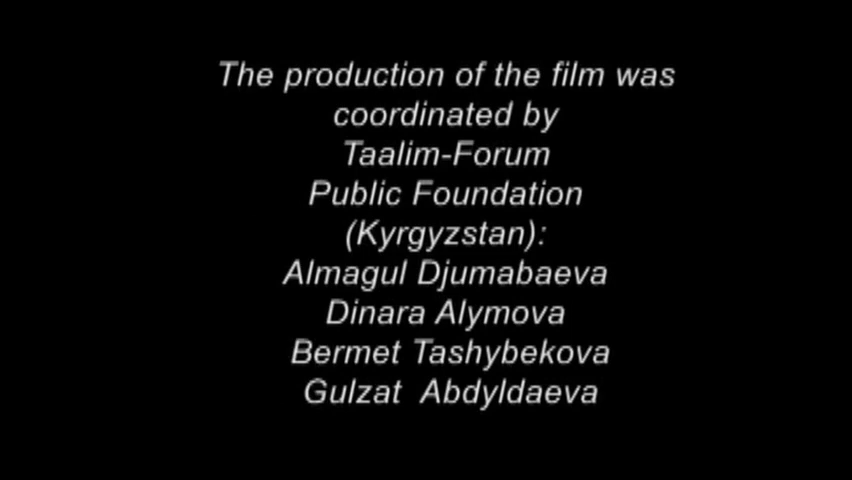 The production of the film was
coordinated by
Taalim-Forum
Public Foundation
(Kyrgyzstan):
Almagul Djumabaeva
Dinara Alymova
Bermet Tashybekova
Gulzat Abdyldaeva